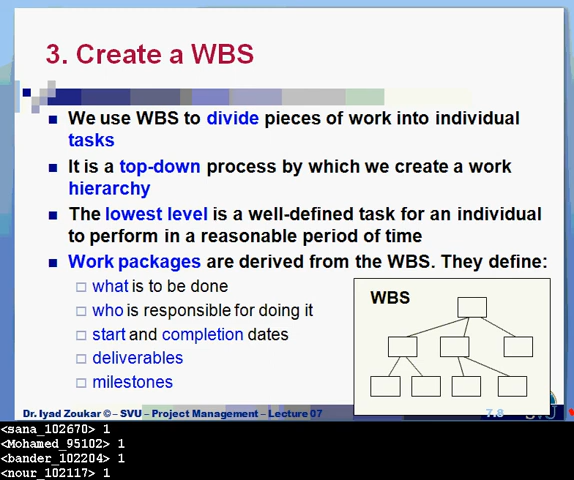 3. Create a WBS
We use WBS to divide pieces of work into individual
tasks
It is a top-down process by which we create a work
hierarchy
The lowest level is a well-defined task for an individual
to perform in a reasonable period of time
Work packages are derived from the WBS. They define:
what is to be done
who is responsible for doing it
start and completion dates
deliverables
milestones
WBS
Dr. Iyad Zoukar © – SVU – Project Management – Lecture 07
7.8
SVU
<sana_102670> 1
<Mohamed_95102> 1
<bander_102204> 1
<nour_102117> 1